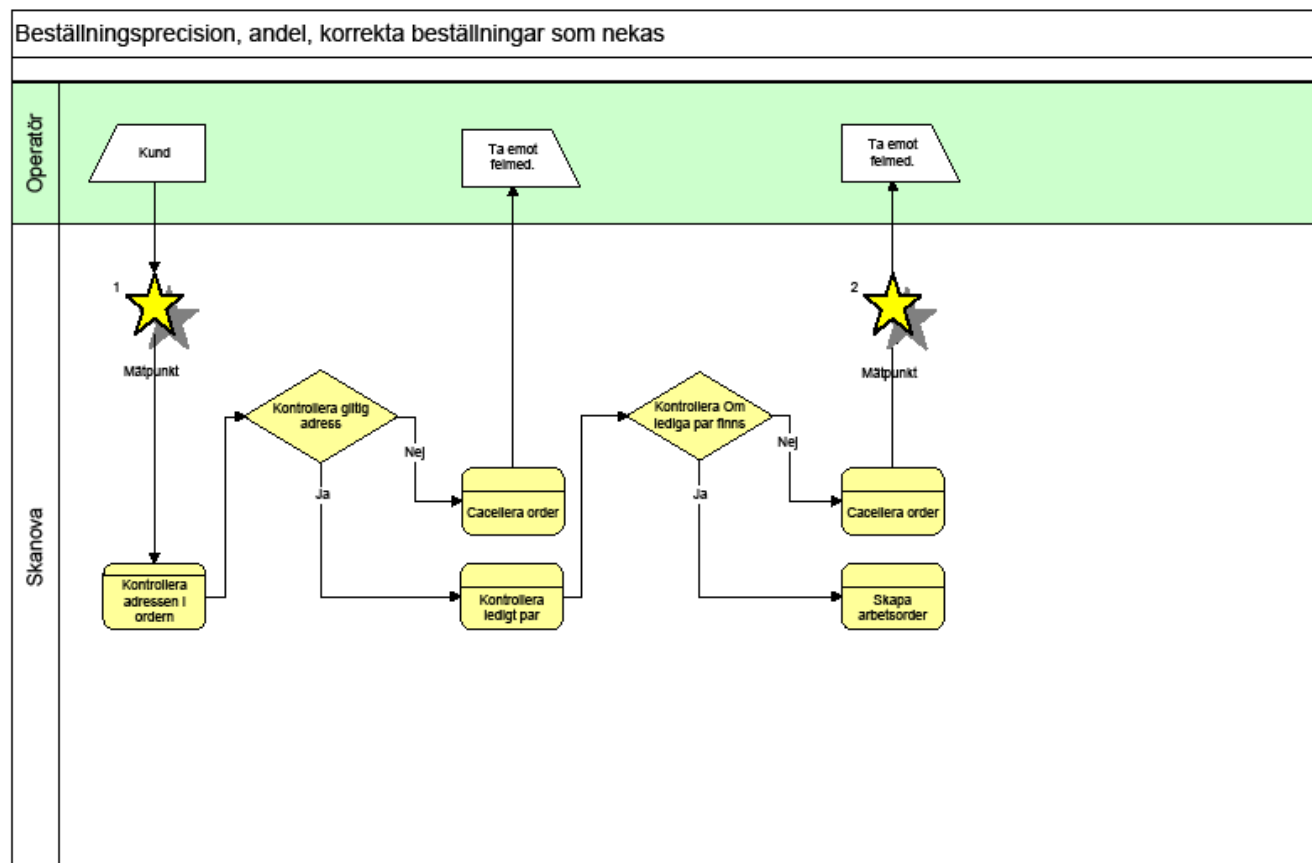 Beställningsprecision, andel, korrekta beställningar som nekas
Operatör
Kund
Ta emot
felmed.
Ta emot
felmed.
1
Mätpunkt
2
Mätpunkt
Skanova
Kontrollera giltig
adress
Nej
Ja
Kontrollera Om
lediga par finns
Nej
Ja
Cacellera order
Cacellera order
Kontrollera
adressen i
ordern
Kontrollera
ledigt par
Skapa
arbetsorder